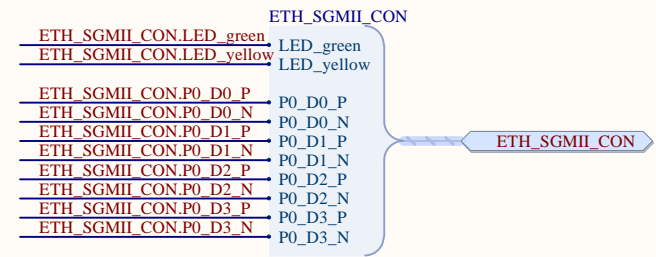 ETH_SGMII_CON
ETH_SGMII_CON.LED_green
LED_green
ETH_SGMII_CON.LED_yellow
LED_yellow
ETH_SGMII_CON.P0_D0_P
P0_D0_P
ETH_SGMII_CON.P0_D0_N
P0_D0_N
ETH_SGMII_CON.P0_D1_P
P0_D1_P
ETH_SGMII_CON
ETH_SGMII_CON.P0_D1_N
P0_D1_N
ETH_SGMII_CON.P0_D2_P
P0_D2_P
ETH_SGMII_CON.P0_D2_N
P0_D2_N
ETH_SGMII_CON.P0_D3_P
P0_D3_P
ETH_SGMII_CON.P0_D3_N
P0_D3_N